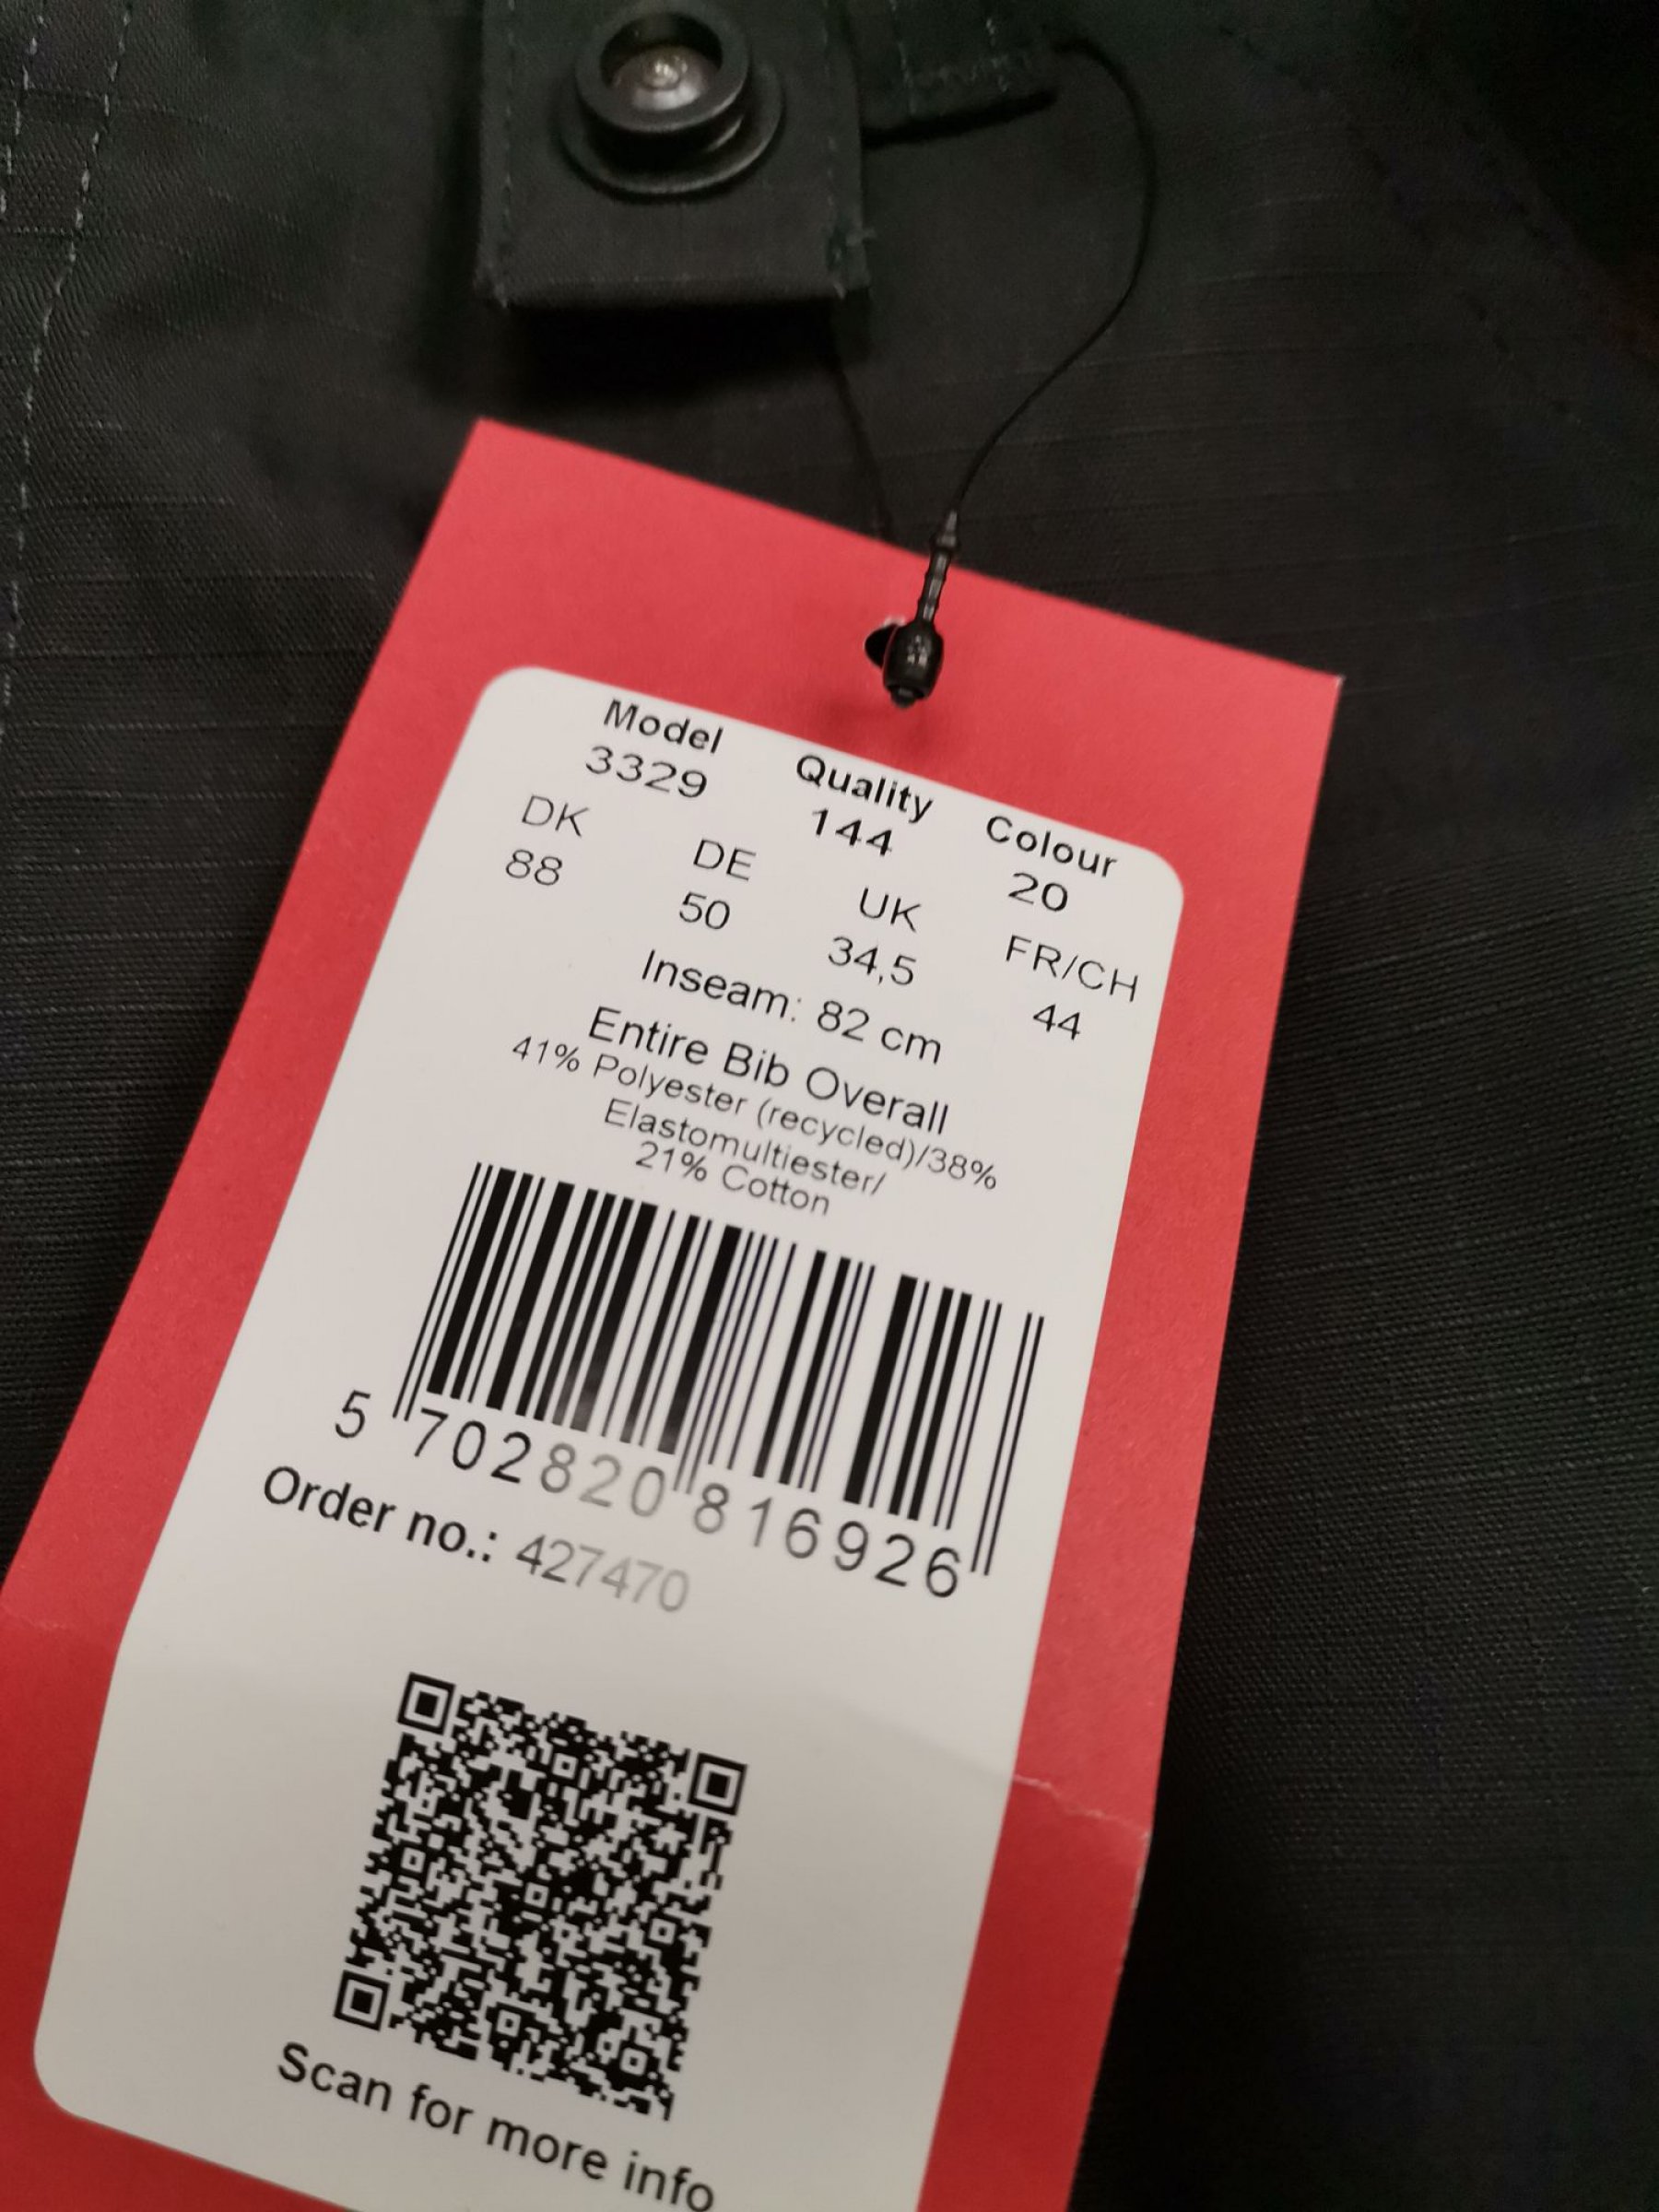 Model Quality Colour
3329 144 20
DK DE UK FR/CH
88 50 34,5 44
Inseam: 82 cm
Entire Bib Overall
41% Polyester (recycled)/38%
Elastomultiester/
21% Cotton
5 702820 816926
Order no.: 427470
Scan for more info